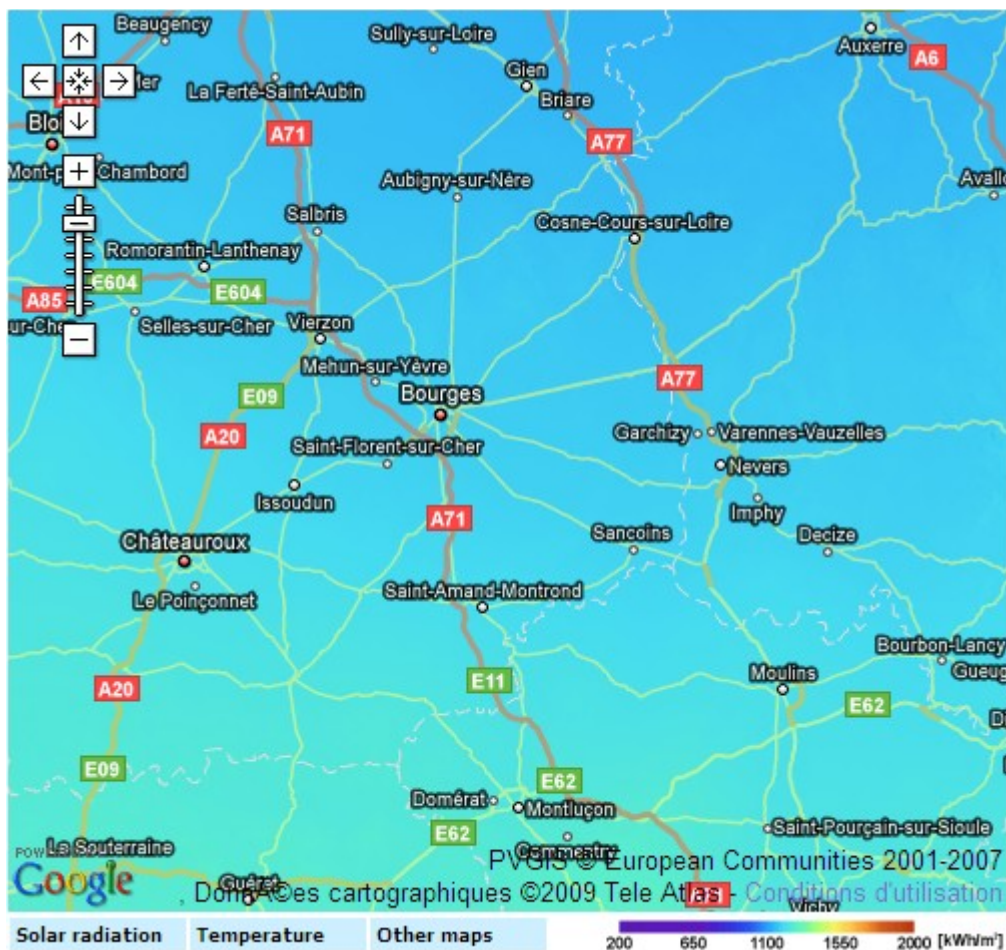 Beaugency
Sully-sur-Loire
Auxerre
A6
Gien
Mer
La Ferté-Saint-Aubin
Briare
A71
A77
Chambord
Aubigny-sur-Nère
Salbris
Cosne-Cours-sur-Loire
Romorantin-Lanthenay
E604
E604
A85
Selles-sur-Cher
Vierzon
Mehun-sur-Yèvre
A77
E09
Bourges
A20
Saint-Florent-sur-Cher
Garchizy
Varennes-Vauzelles
Nevers
Issoudun
Imphy
A71
Sancoins
Decize
Châteauroux
Le Poinçonnet
Saint-Amand-Montrond
Bourbon-Lancy
Moulins
A20
E11
E62
E09
E62
Domérat
Montluçon
E62
Saint-Pourçain-sur-Sioule
La Souterraine
Commentry
PVGIS © European Communities 2001-2007
Google
Guéret
DonnÃ©es cartographiques ©2009 Tele Atlas - Conditions d'utilisation
Vichy
Solar radiation Temperature Other maps
200 650 1100 1550 2000 [kWh/m²]